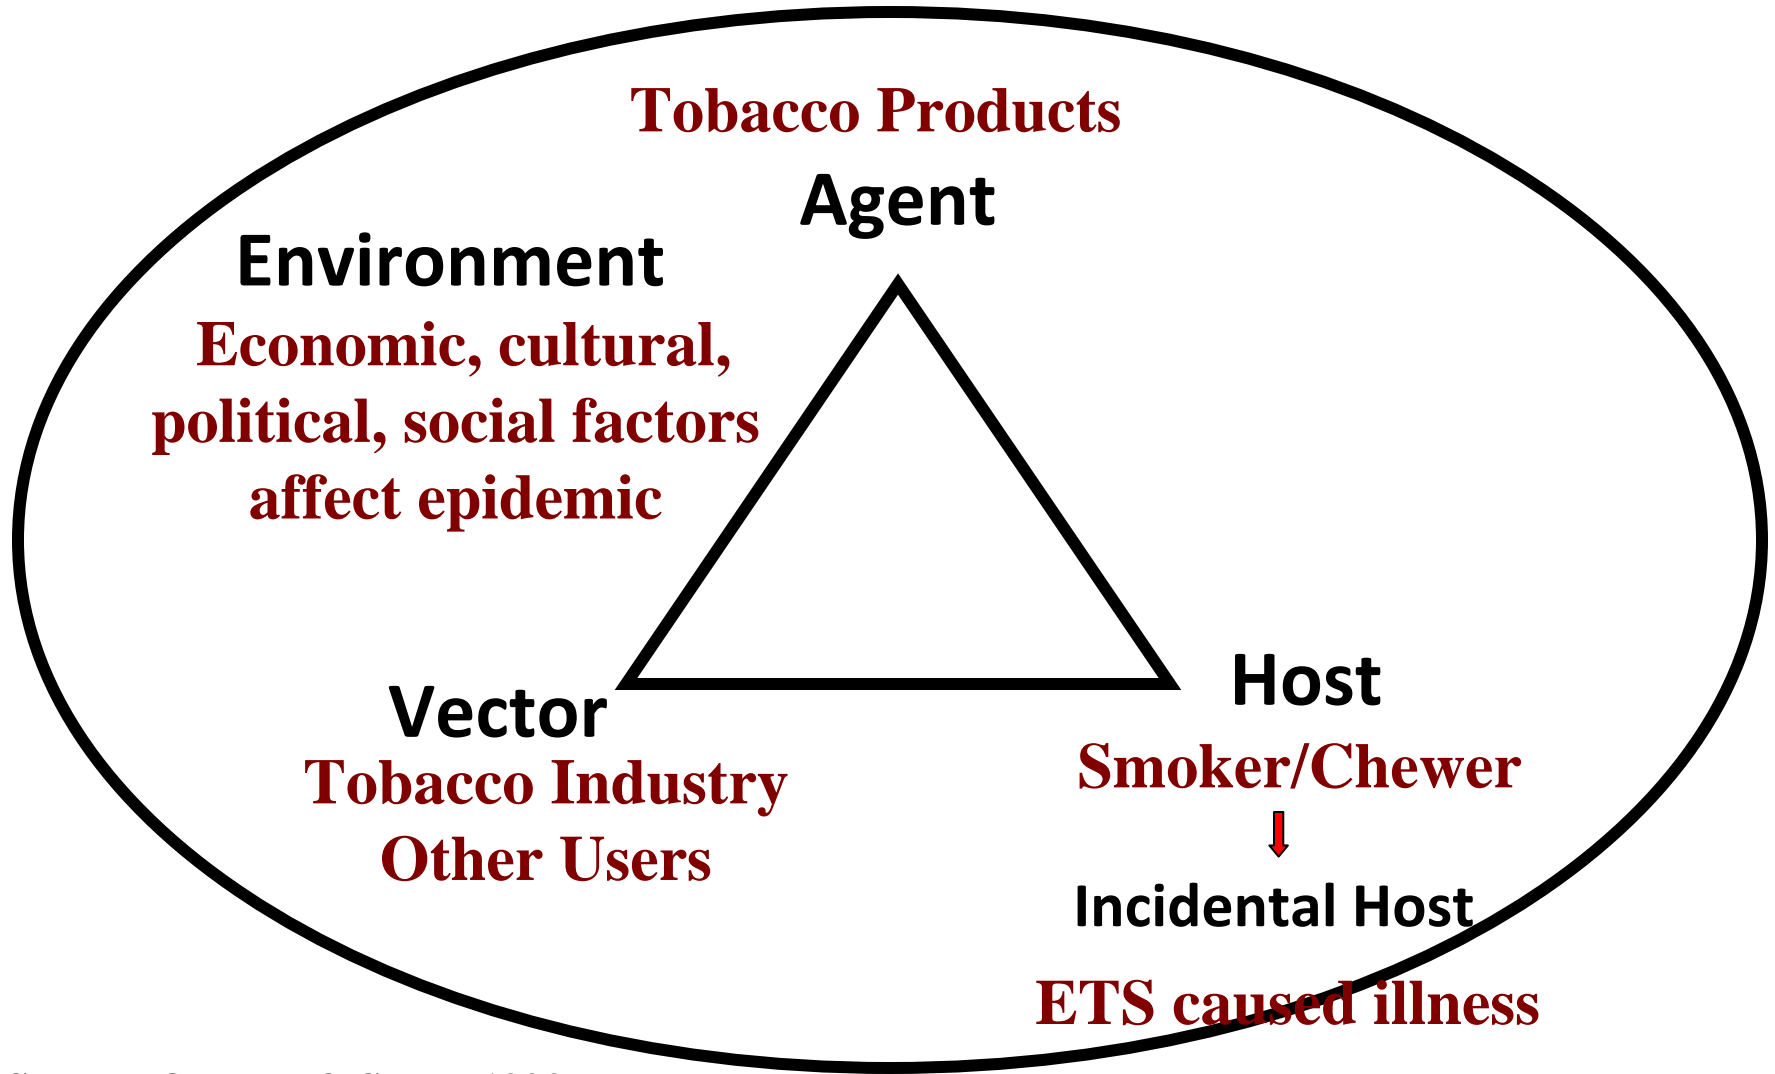 Tobacco Products
Agent
Environment
Economic, cultural,
political, social factors
affect epidemic
Vector
Tobacco Industry
Other Users
Host
Smoker/Chewer
Incidental Host
ETS caused illness